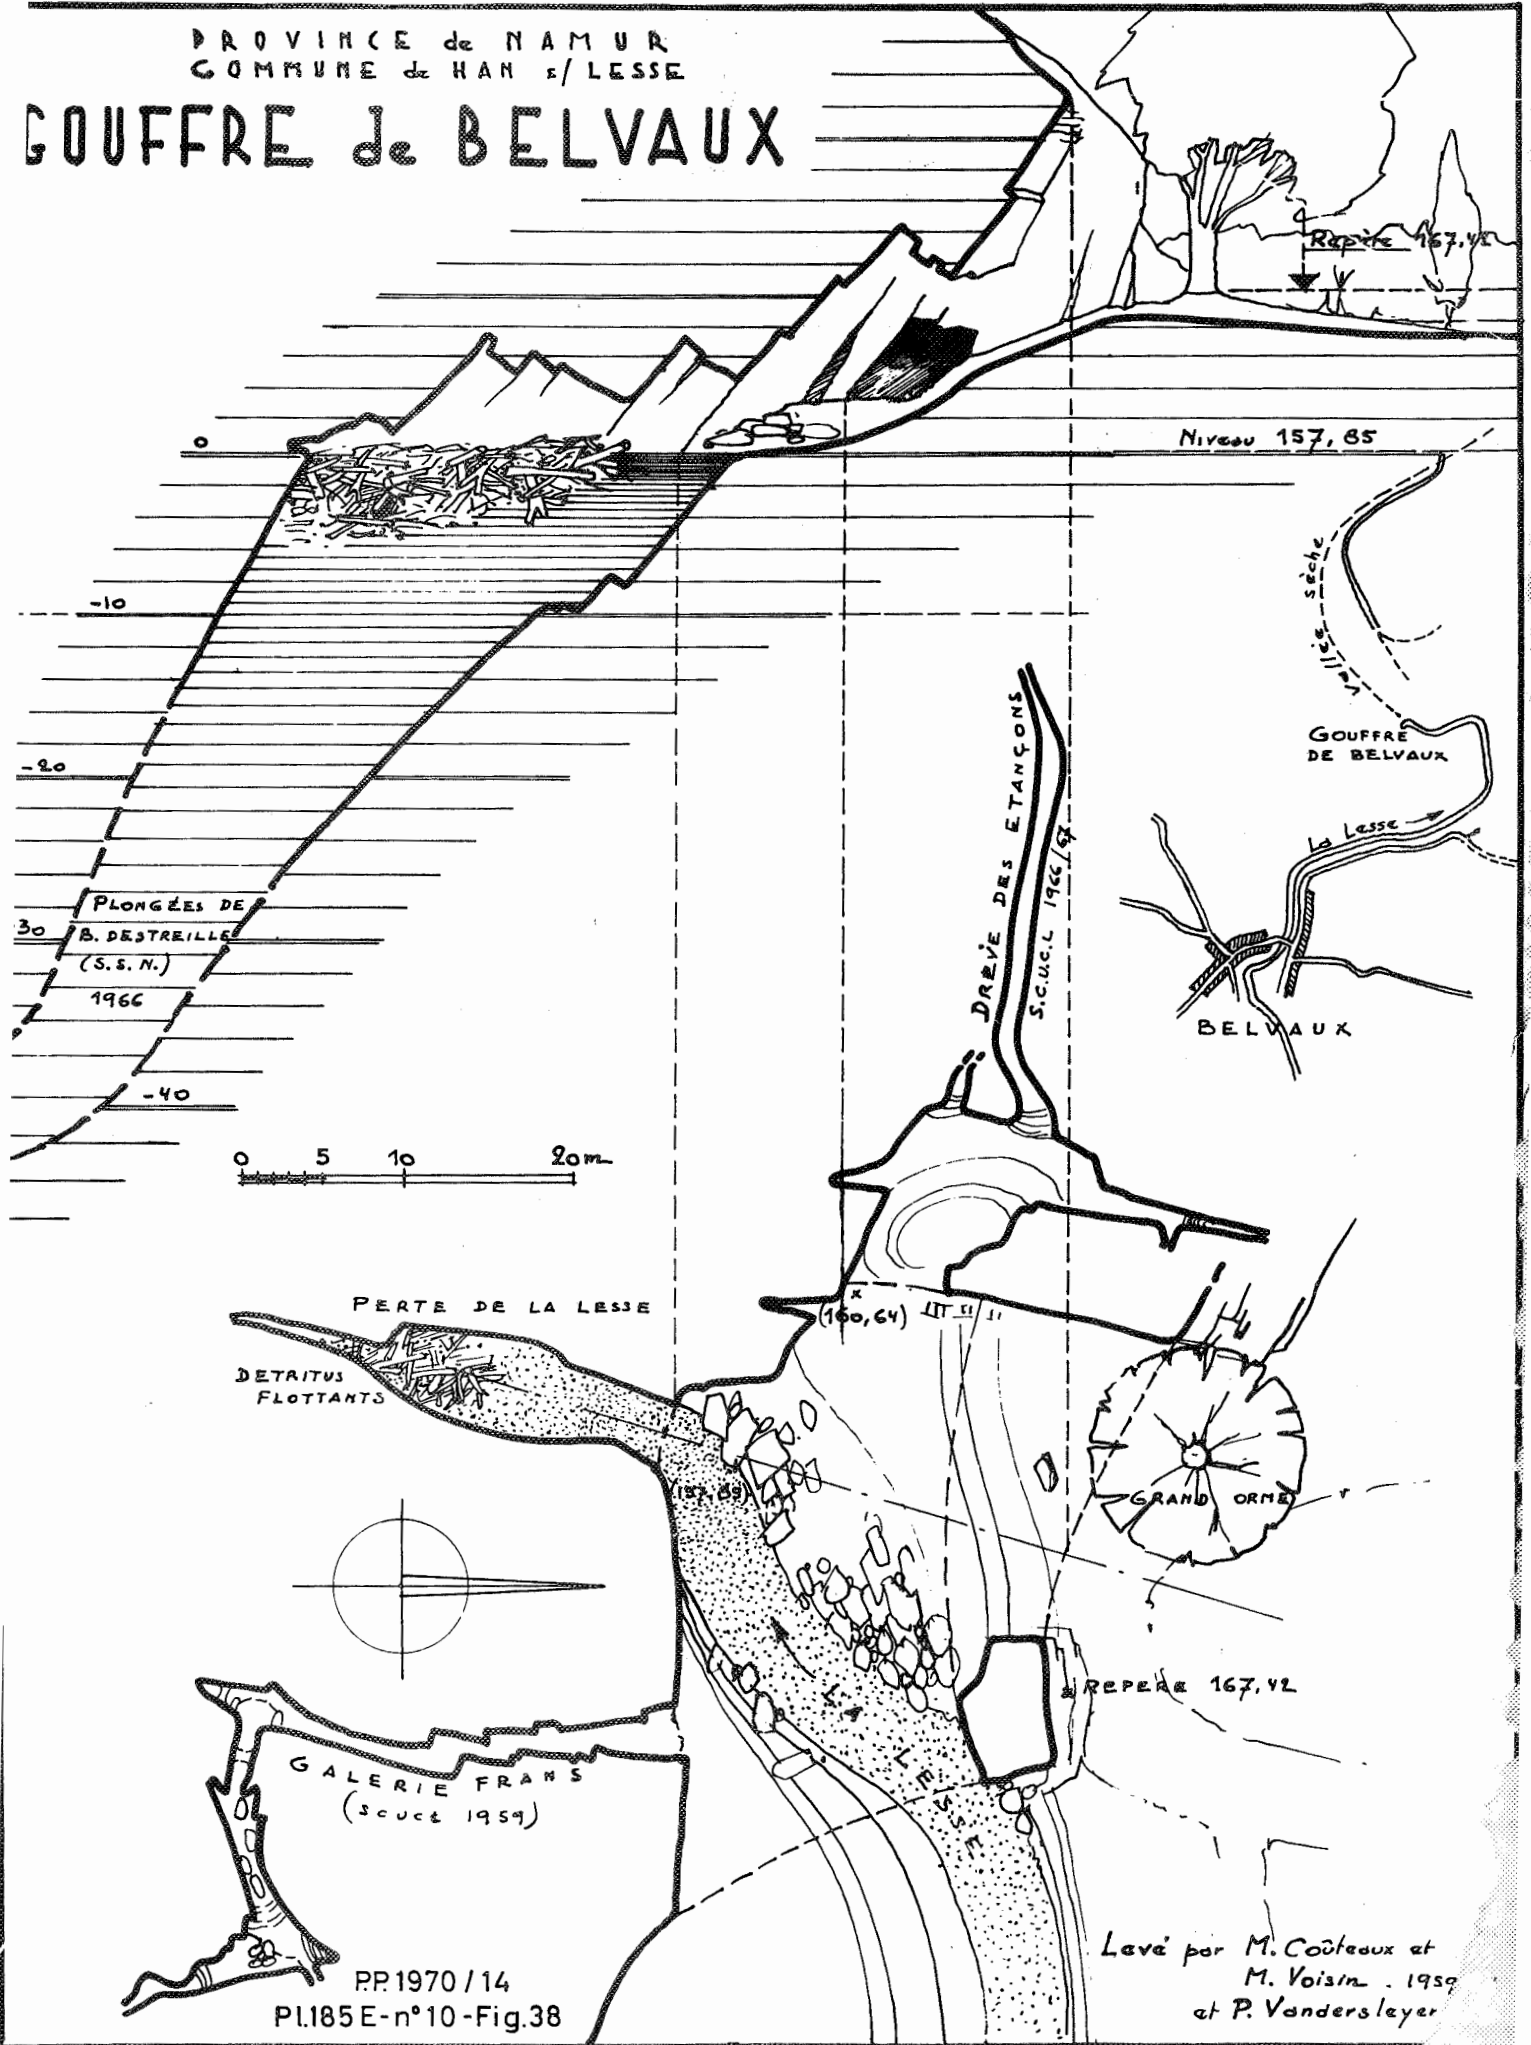 PROVINCE de NAMUR
COMMUNE de HAN s/ LESSE
GOUFFRE de BELVAUX
Repère 167,42
0
Niveau 157,85
-10
vallée sèche
-20
GOUFFRE
DE BELVAUX
La Lesse
DREVE DES ETANÇONS
S.C.U.C.L 1966/67
PLONGÉES DE
30
B. DESTREILLE
(S.S.N.)
1966
BELVAUX
-40
0 5 10 20m
PERTE DE LA LESSE
(160,64)
DETRITUS
FLOTTANTS
(157,89)
GRAND ORME
REPERE 167,42
LA LESSE
GALERIE FRANS
(SCUCL 1959)
Levé par M. Coûteaux et
M. Voisin . 1959
et P. Vandersleyer
P.P. 1970/14
Pl.185E-n°10-Fig.38